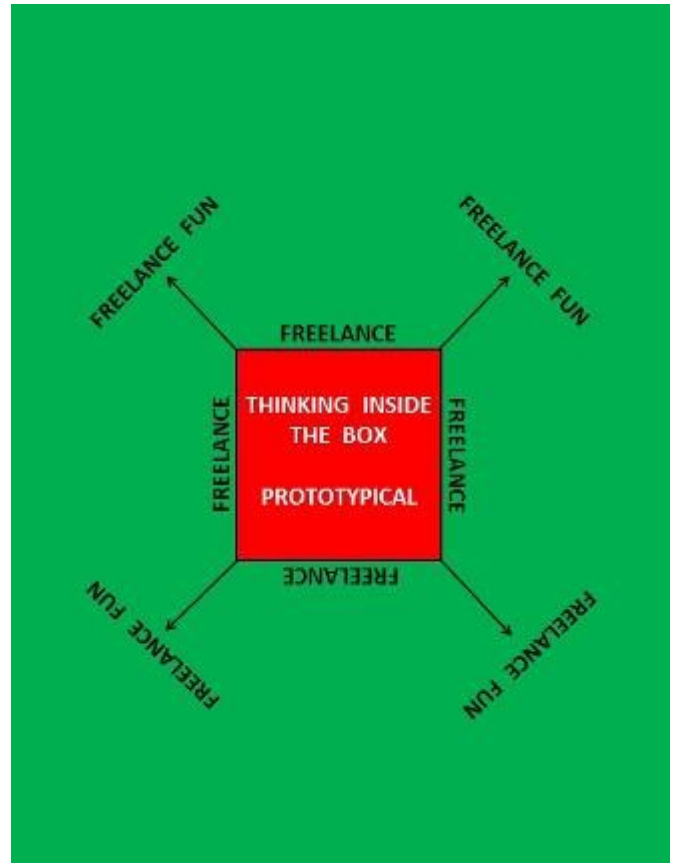 FREELANCE FUN
FREELANCE FUN
FREELANCE
FREELANCE
THINKING INSIDE
THE BOX
PROTOTYPICAL
FREELANCE
FREELANCE
FREELANCE FUN
FREELANCE FUN